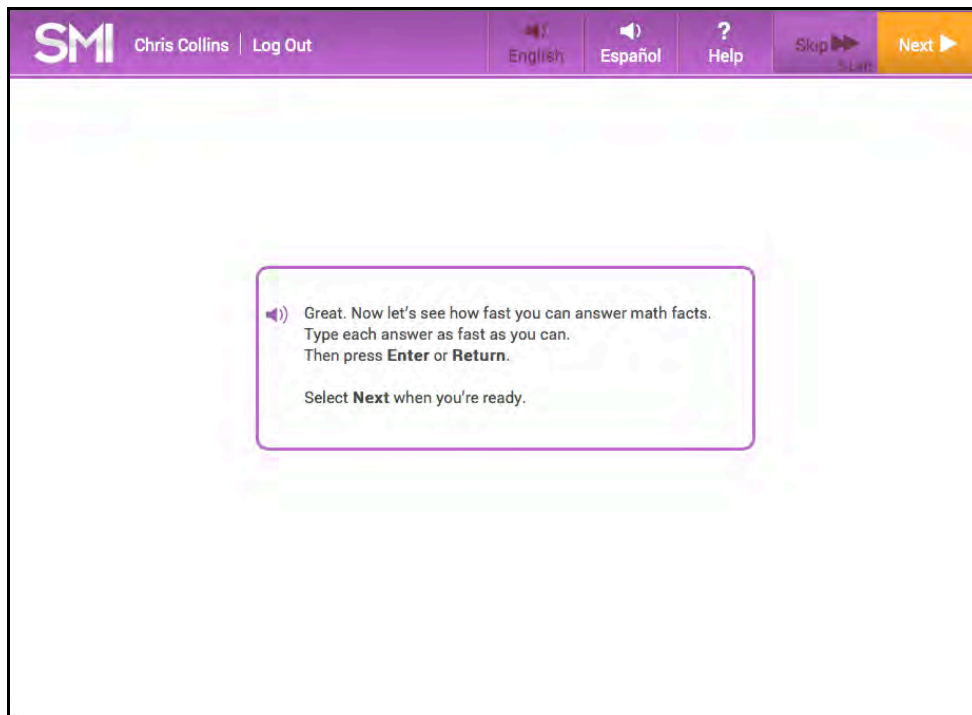 SMI Chris Collins | Log Out English Español ? Help Skip Next
Great. Now let's see how fast you can answer math facts.
Type each answer as fast as you can.
Then press Enter or Return.
Select Next when you're ready.